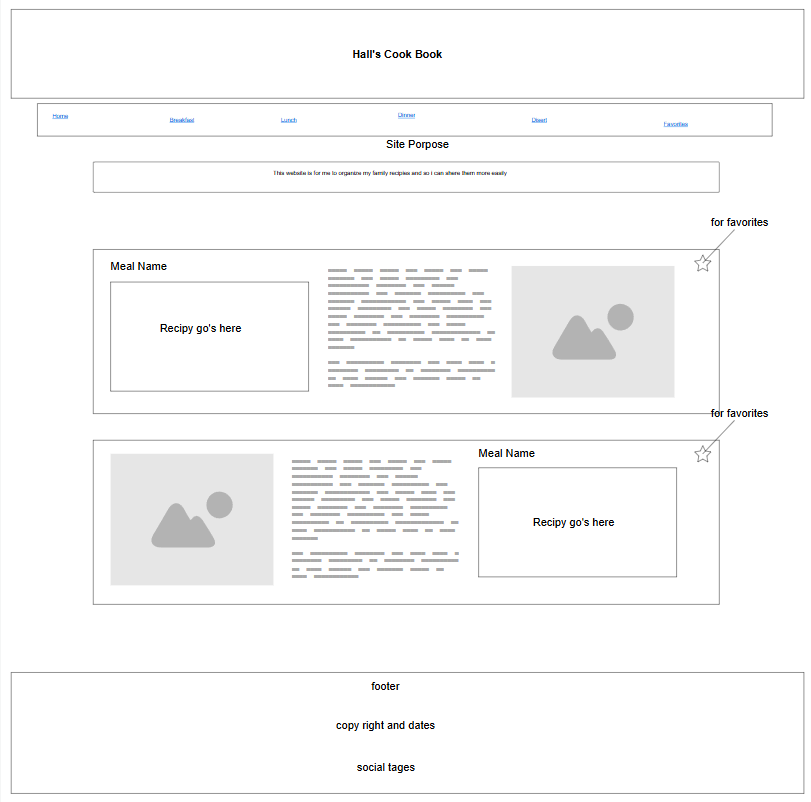 Hall's Cook Book
Home
Breakfast
Lunch
Dinner
Disert
Favorites
Site Porpose
This website is for me to organize my family recipies and so i can share them more easily
for favorites
Meal Name
Recipy go's here
for favorites
Meal Name
Recipy go's here
footer
copy right and dates
social tages